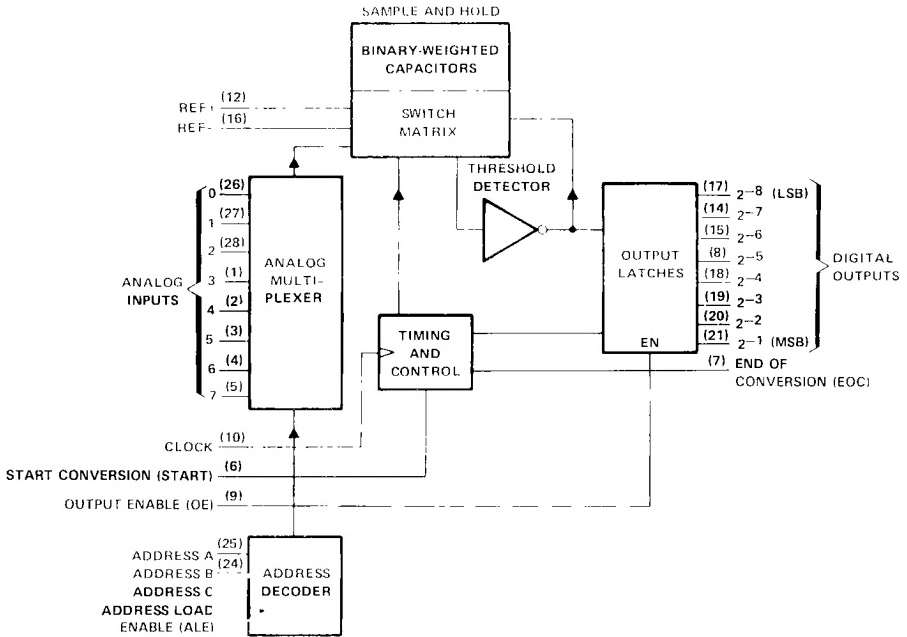 SAMPLE AND HOLD
BINARY-WEIGHTED
CAPACITORS
SWITCH
MATRIX
REF+ (12)
REF- (16)
THRESHOLD
DETECTOR
ANALOG
INPUTS
0 (26)
1 (27)
2 (28)
3 (1)
4 (2)
5 (3)
6 (4)
7 (5)
ANALOG
MULTI-
PLEXER
TIMING
AND
CONTROL
OUTPUT
LATCHES
EN
(17) 2-8 (LSB)
(14) 2-7
(15) 2-6
(8) 2-5
(18) 2-4
(19) 2-3
(20) 2-2
(21) 2-1 (MSB)
DIGITAL
OUTPUTS
(7) END OF
CONVERSION (EOC)
CLOCK (10)
START CONVERSION (START) (6)
OUTPUT ENABLE (OE) (9)
ADDRESS A (25)
ADDRESS B (24)
ADDRESS C
ADDRESS LOAD
ENABLE (ALE)
ADDRESS
DECODER